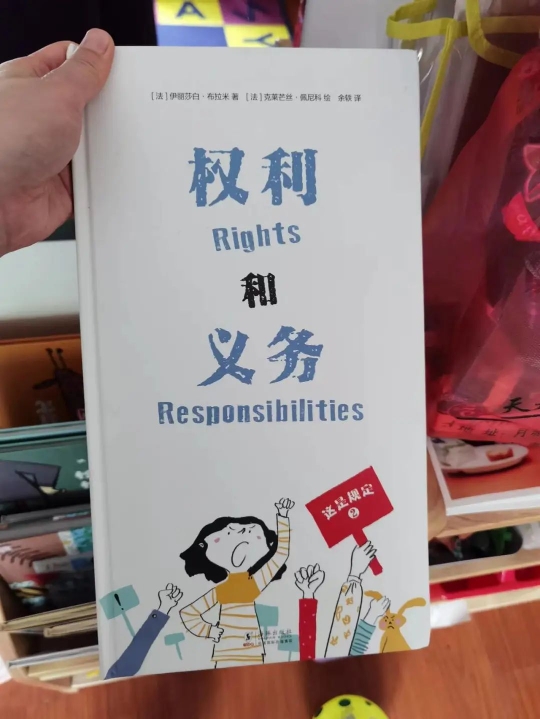 [法]伊丽莎白·布拉米 著 [法]克莱芒丝·佩尼科 绘 余轶 译
权利
Rights
和
义务
Responsibilities
这是规定